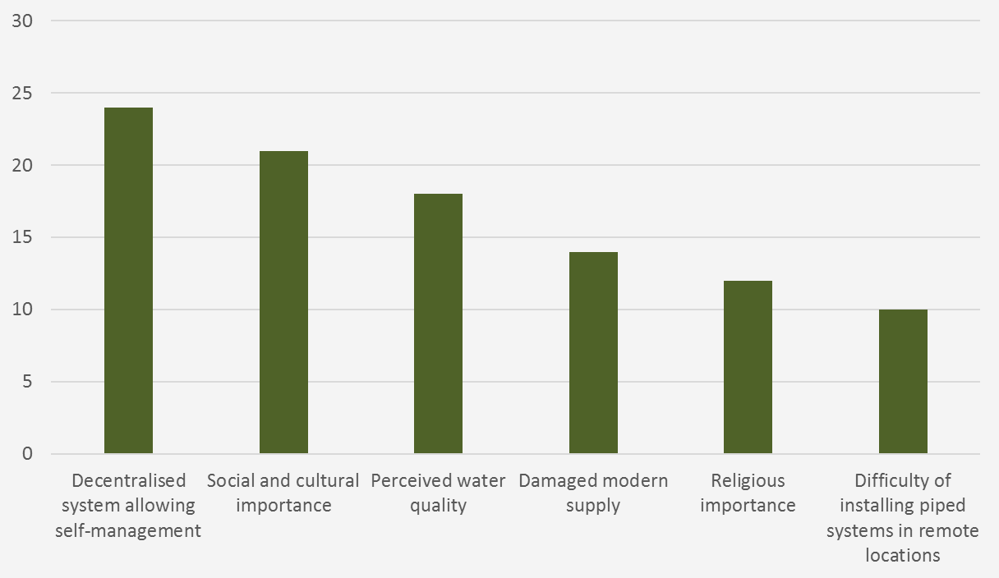 30
25
20
15
10
5
0
Decentralised
system allowing
self-management
Social and cultural
importance
Perceived water
quality
Damaged modern
supply
Religious
importance
Difficulty of
installing piped
systems in remote
locations